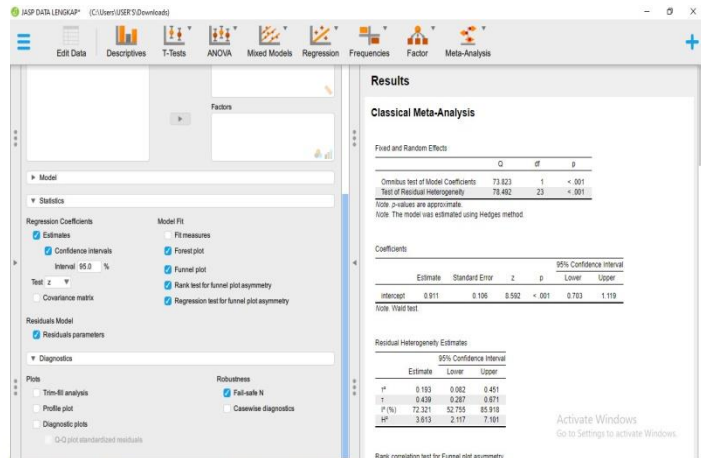 JASP DATA LENGKAP* (C:\Users\USER'S\Downloads)
Edit Data Descriptives T-Tests ANOVA Mixed Models Regression Frequencies Factor Meta-Analysis
Factors
Model
Statistics
Regression Coefficients
Estimates
Confidence intervals
Interval 95.0 %
Test z
Covariance matrix
Model Fit
Fit measures
Forest plot
Funnel plot
Rank test for funnel plot asymmetry
Regression test for funnel plot asymmetry
Residuals Model
Residuals parameters
Diagnostics
Plots
Trim-fill analysis
Profile plot
Diagnostic plots
Q-Q plot standardized residuals
Robustness
Fail-safe N
Casewise diagnostics
Results
Classical Meta-Analysis
Fixed and Random Effects
Q df p
Omnibus test of Model Coefficients 73.823 1 < .001
Test of Residual Heterogeneity 78.492 23 < .001
Note. p-values are approximate.
Note. The model was estimated using Hedges method.
Coefficients
95% Confidence Interval
Estimate Standard Error z p Lower Upper
intercept 0.911 0.106 8.592 < .001 0.703 1.119
Note. Wald test.
Residual Heterogeneity Estimates
95% Confidence Interval
Estimate Lower Upper
τ² 0.193 0.082 0.451
τ 0.439 0.287 0.671
I² (%) 72.321 52.755 85.918
H² 3.613 2.117 7.101
Activate Windows
Go to Settings to activate Windows.
Rank correlation test for Funnel plot asymmetry